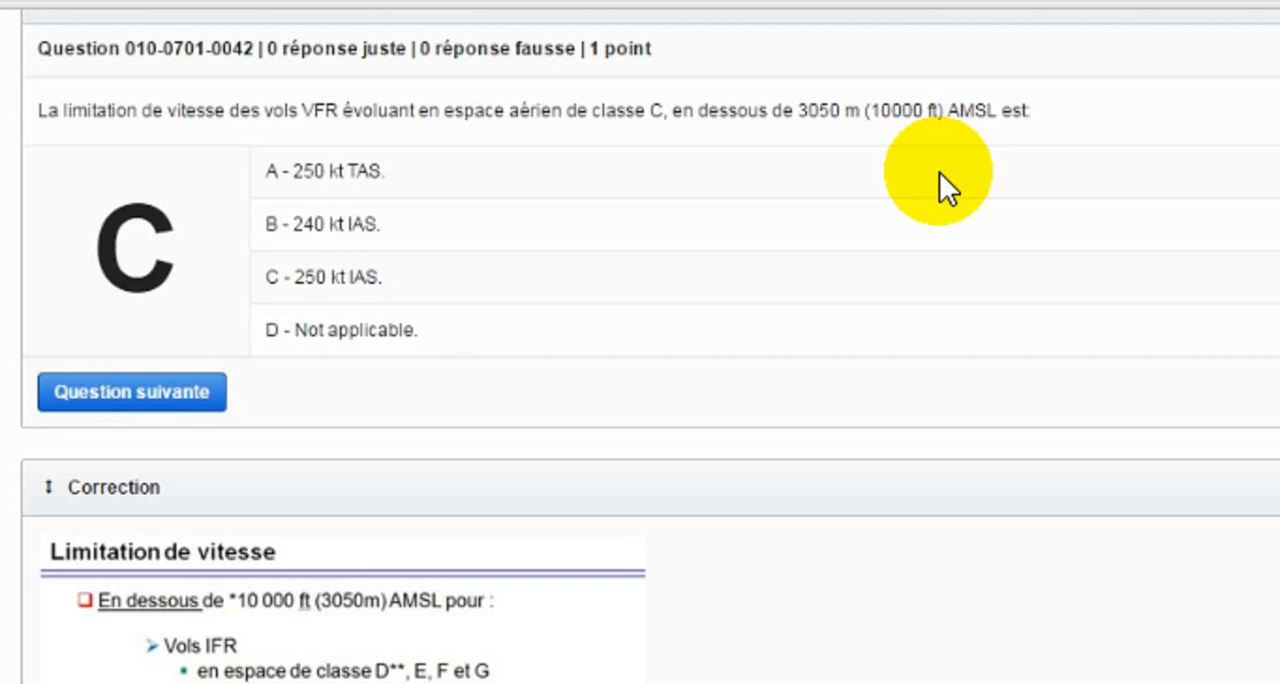 Question 010-0701-0042 | 0 réponse juste | 0 réponse fausse | 1 point
La limitation de vitesse des vols VFR évoluant en espace aérien de classe C, en dessous de 3050 m (10000 ft) AMSL est:
C
A - 250 kt TAS.
B - 240 kt IAS.
C - 250 kt IAS.
D - Not applicable.
Question suivante
Correction
Limitation de vitesse
En dessous de *10 000 ft (3050m) AMSL pour :
Vols IFR
en espace de classe D**, E, F et G